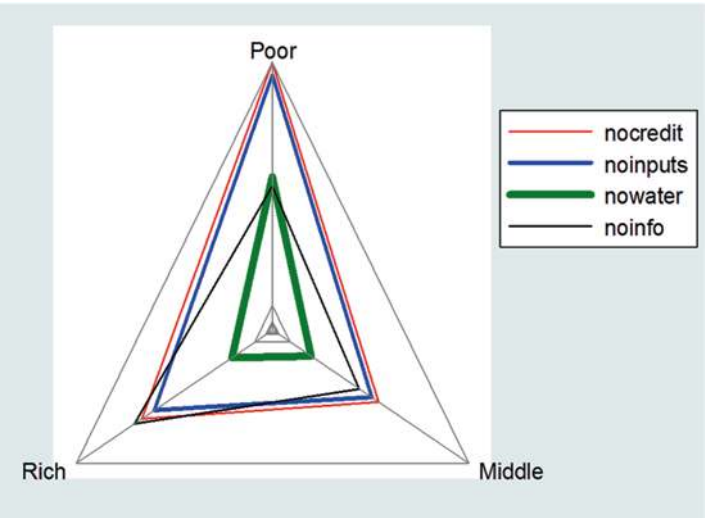 Poor
nocredit
noinputs
nowater
noinfo
Rich
Middle